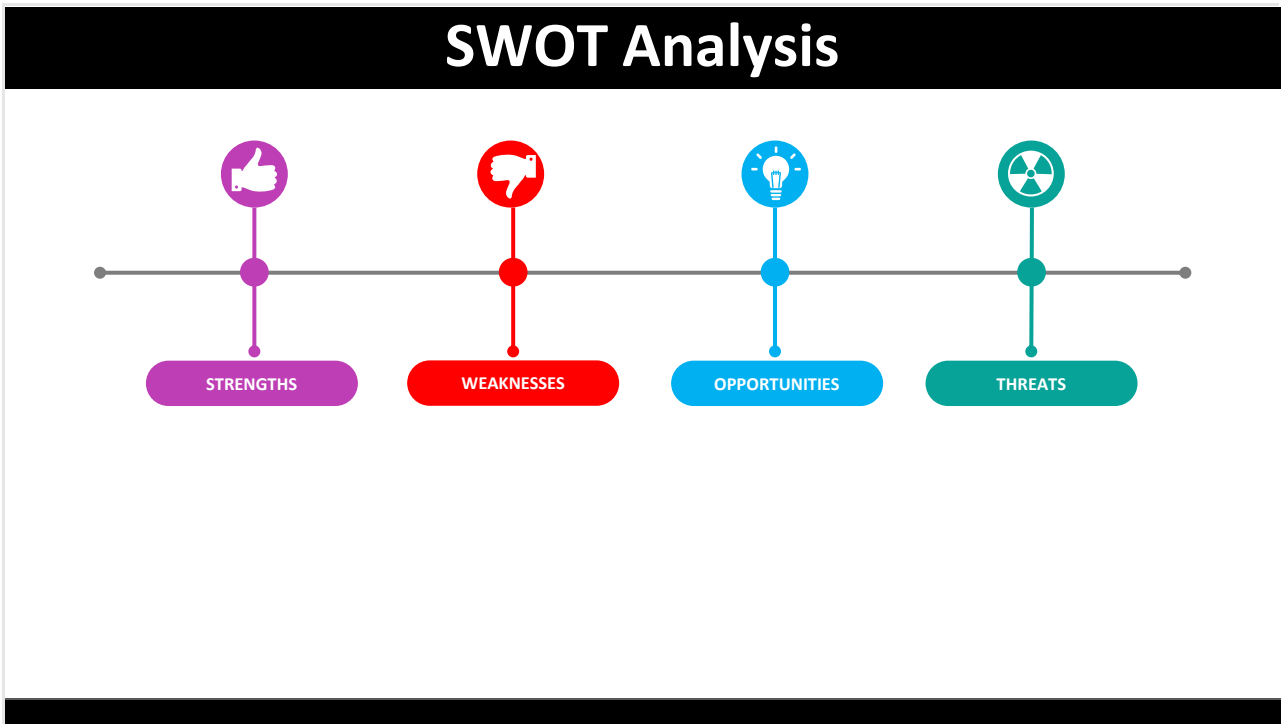 SWOT Analysis
STRENGTHS
WEAKNESSES
OPPORTUNITIES
THREATS